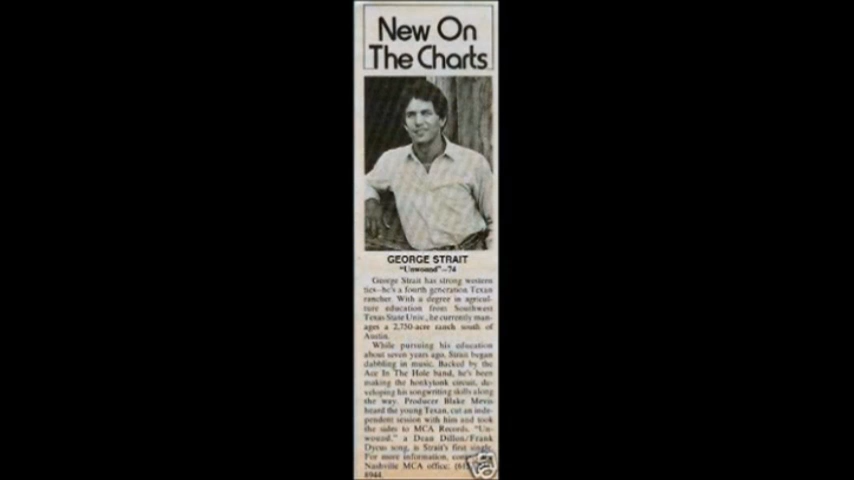 New On
The Charts
GEORGE STRAIT
"Unwound"—74
George Strait has strong western
ties—he's a fourth generation Texan
rancher. With a degree in agricul-
ture education from Southwest
Texas State Univ., he currently man-
ages a 2,750-acre ranch south of
Austin.
While pursuing his education
about seven years ago, Strait began
dabbling in music. Backed by the
Ace In The Hole band, he's been
making the honkytonk circuit, de-
veloping his songwriting skills along
the way. Producer Blake Mevis
heard the young Texan, cut an inde-
pendent session with him and took
the sides to MCA Records. "Un-
wound," a Dean Dillon/Frank
Dycus song, is Strait's first single.
For more information,
Nashville MCA office:
8944.